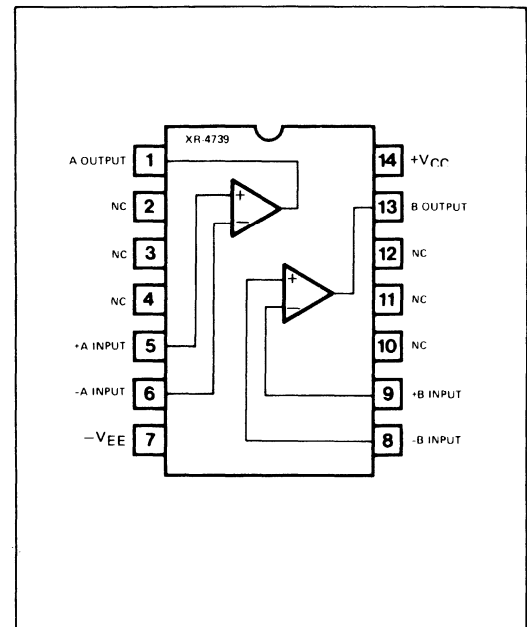 XR-4739
A OUTPUT 1
NC 2
NC 3
NC 4
+A INPUT 5
-A INPUT 6
-VEE 7
14 +VCC
13 B OUTPUT
12 NC
11 NC
10 NC
9 +B INPUT
8 -B INPUT
+
−
+
−